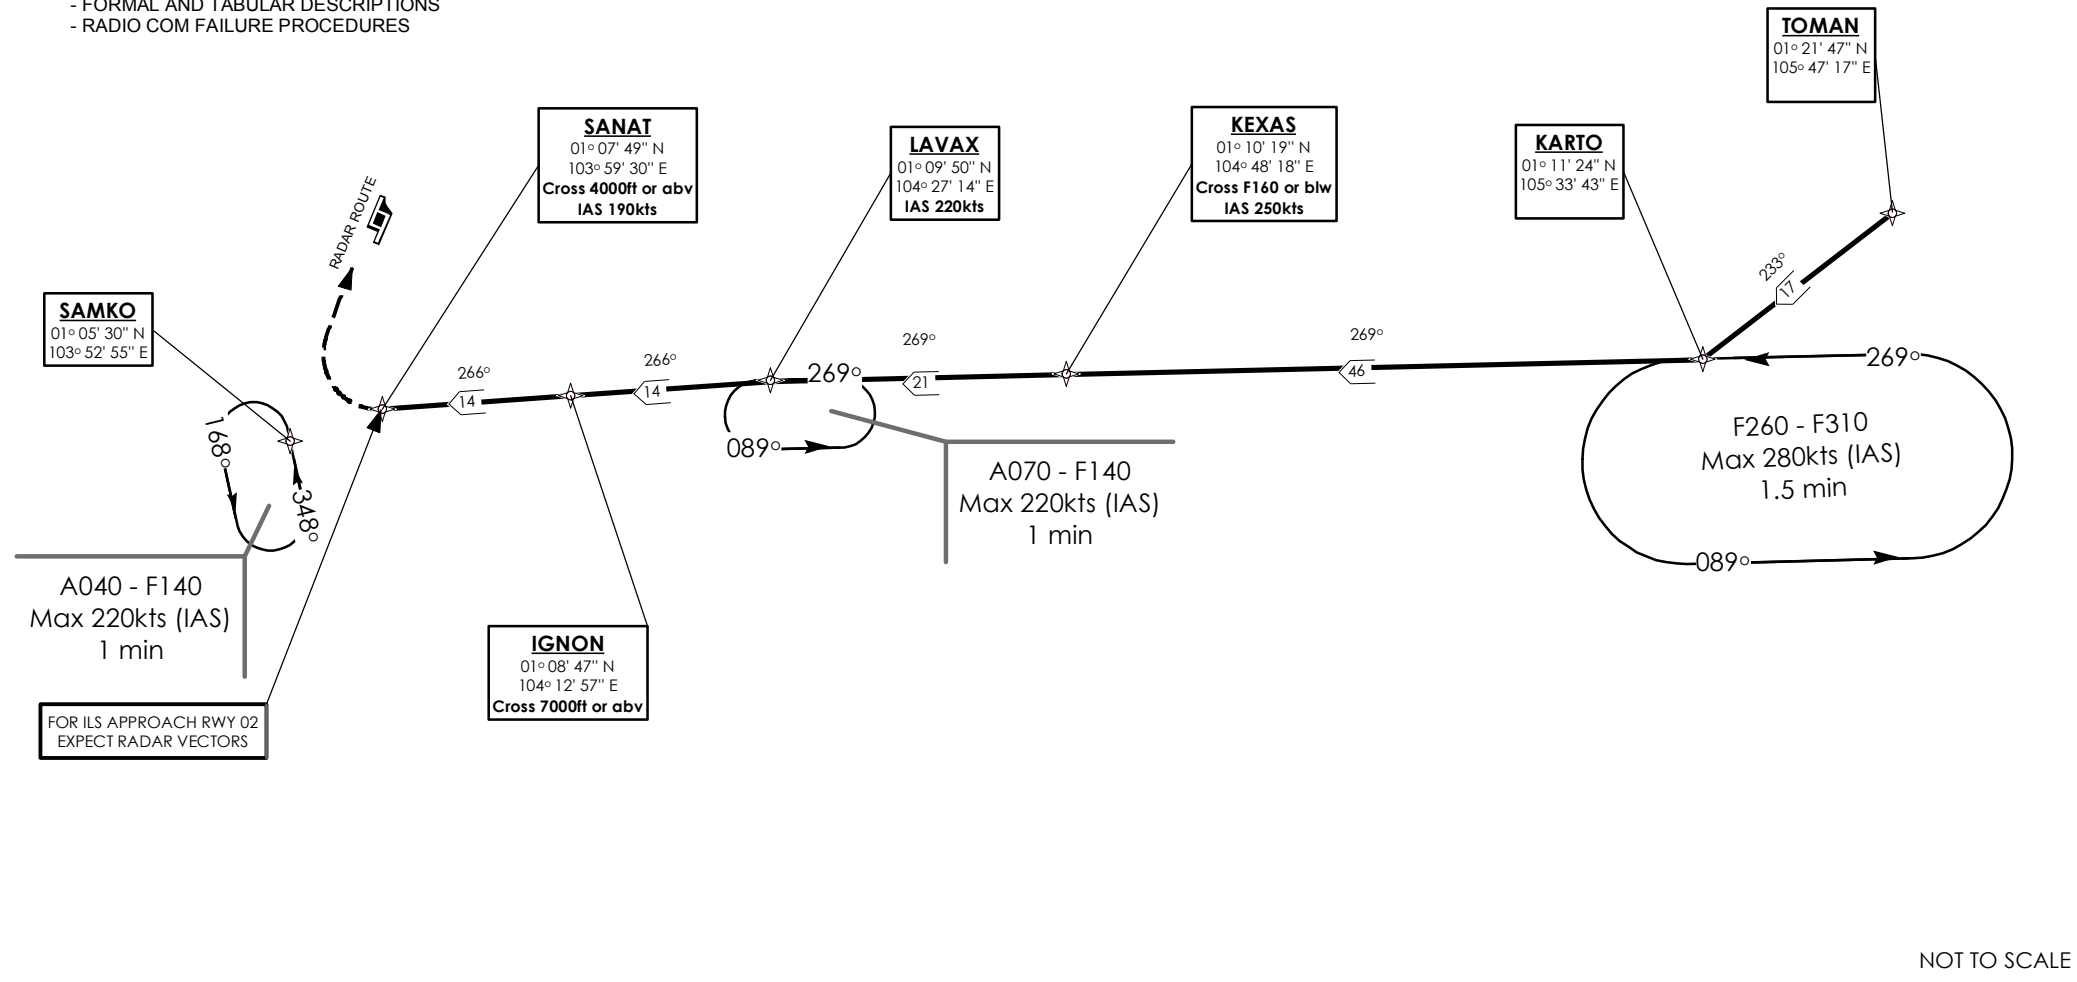 - FORMAL AND TABULAR DESCRIPTIONS
- RADIO COM FAILURE PROCEDURES
TOMAN
01° 21' 47" N
105° 47' 17" E
SANAT
01° 07' 49" N
103° 59' 30" E
Cross 4000ft or abv
IAS 190kts
LAVAX
01° 09' 50" N
104° 27' 14" E
IAS 220kts
KEXAS
01° 10' 19" N
104° 48' 18" E
Cross F160 or blw
IAS 250kts
KARTO
01° 11' 24" N
105° 33' 43" E
RADAR ROUTE
SAMKO
01° 05' 30" N
103° 52' 55" E
233°
17
269°
46
269°
21
266°
14
266°
14
269°
089°
269°
089°
168°
348°
F260 - F310
Max 280kts (IAS)
1.5 min
A070 - F140
Max 220kts (IAS)
1 min
A040 - F140
Max 220kts (IAS)
1 min
IGNON
01° 08' 47" N
104° 12' 57" E
Cross 7000ft or abv
FOR ILS APPROACH RWY 02
EXPECT RADAR VECTORS
NOT TO SCALE